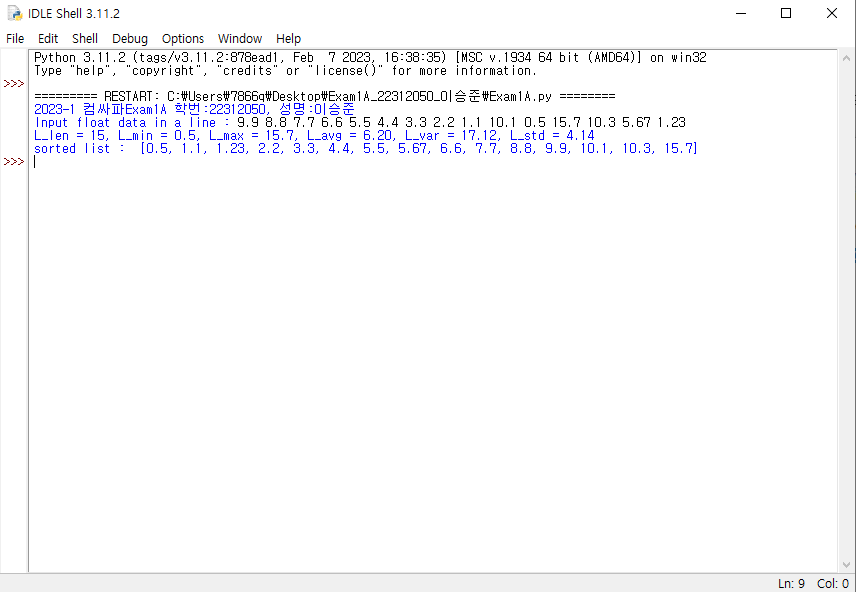 IDLE Shell 3.11.2
File Edit Shell Debug Options Window Help
Python 3.11.2 (tags/v3.11.2:878ead1, Feb  7 2023, 16:38:35) [MSC v.1934 64 bit (AMD64)] on win32
Type "help", "copyright", "credits" or "license()" for more information.
>>>
========= RESTART: C:\Users\7866q\Desktop\Exam1A_22312050_이승준\Exam1A.py ========
2023-1 컴싸파Exam1A 학번:22312050, 성명:이승준
Input float data in a line : 9.9 8.8 7.7 6.6 5.5 4.4 3.3 2.2 1.1 10.1 0.5 15.7 10.3 5.67 1.23
L_len = 15, L_min = 0.5, L_max = 15.7, L_avg = 6.20, L_var = 17.12, L_std = 4.14
sorted list :  [0.5, 1.1, 1.23, 2.2, 3.3, 4.4, 5.5, 5.67, 6.6, 7.7, 8.8, 9.9, 10.1, 10.3, 15.7]
>>>
Ln: 9 Col: 0